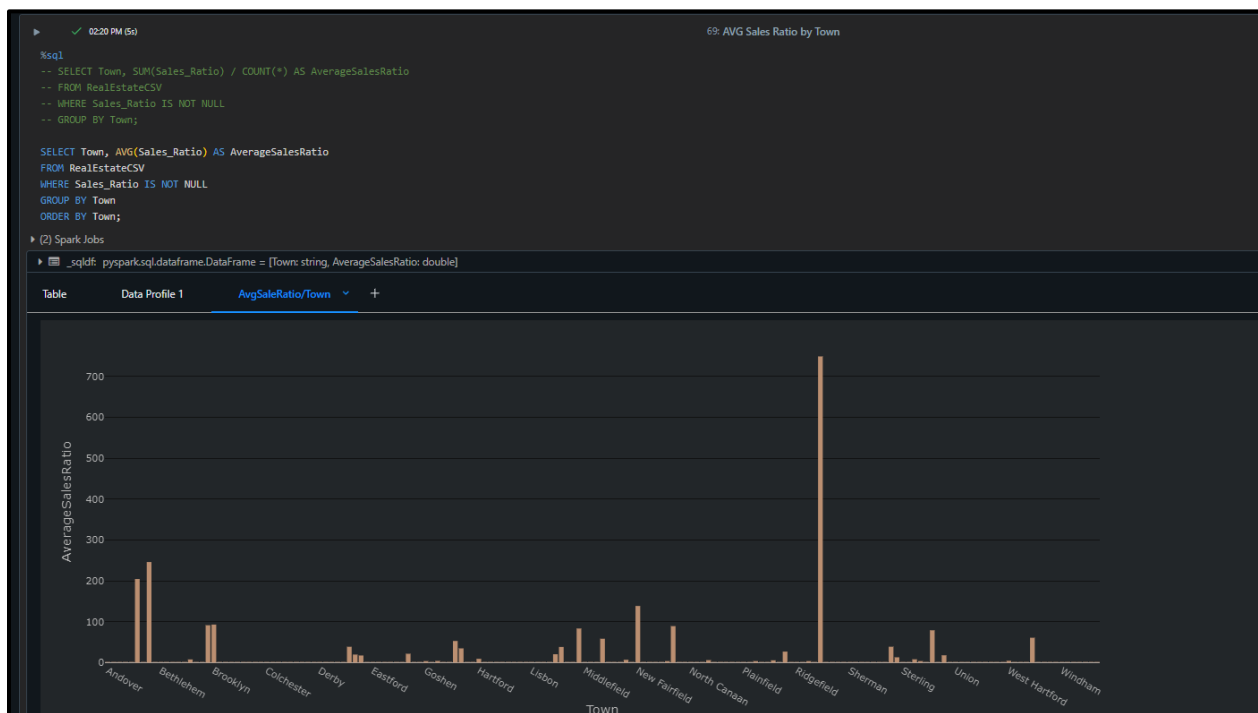 02:20 PM (5s)
69: AVG Sales Ratio by Town
%sql
-- SELECT Town, SUM(Sales_Ratio) / COUNT(*) AS AverageSalesRatio
-- FROM RealEstateCSV
-- WHERE Sales_Ratio IS NOT NULL
-- GROUP BY Town;
SELECT Town, AVG(Sales_Ratio) AS AverageSalesRatio
FROM RealEstateCSV
WHERE Sales_Ratio IS NOT NULL
GROUP BY Town
ORDER BY Town;
(2) Spark Jobs
_sqldf: pyspark.sql.dataframe.DataFrame = [Town: string, AverageSalesRatio: double]
Table Data Profile 1 AvgSaleRatio/Town +
AverageSalesRatio
700
600
500
400
300
200
100
0
Andover Bethlehem Brooklyn Colchester Derby Eastford Goshen Hartford Lisbon Middlefield New Fairfield North Canaan Plainfield Ridgefield Sherman Sterling Union West Hartford Windham
Town